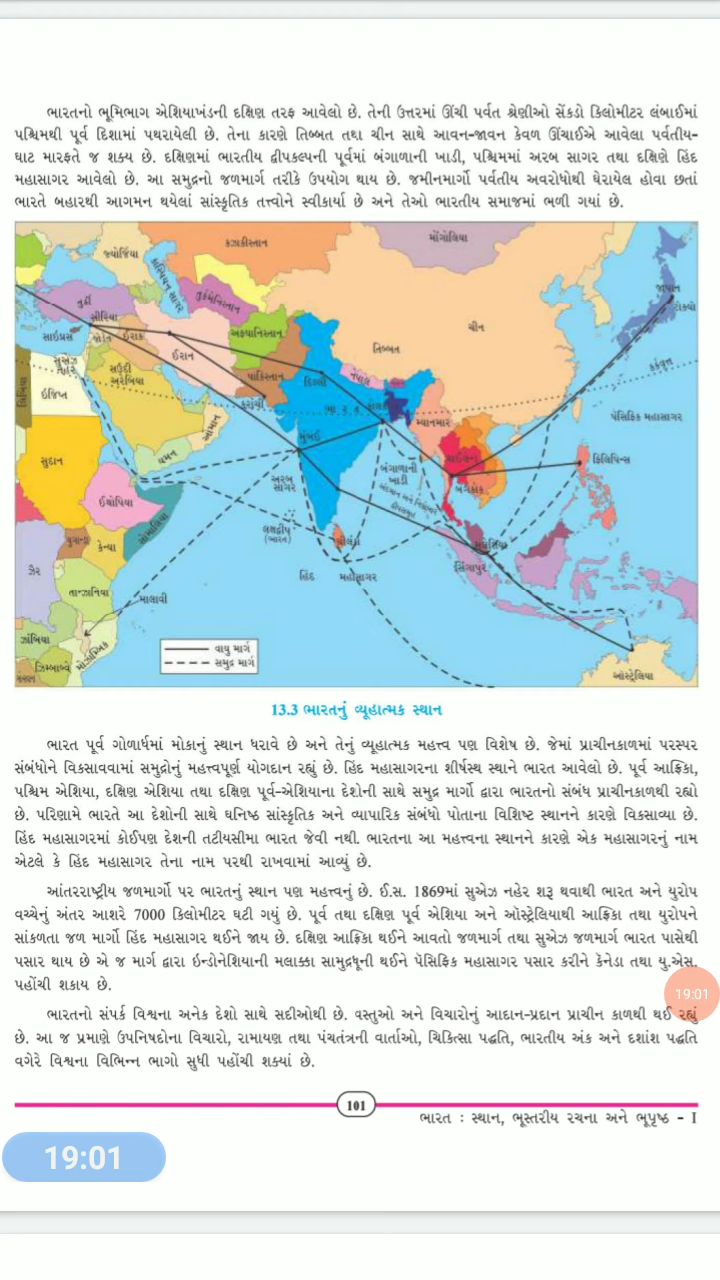 ભારતનો ભૂમિભાગ એશિયાખંડની દક્ષિણ તરફ આવેલો છે. તેની ઉત્તરમાં ઊંચી પર્વત શ્રેણીઓ સેંકડો કિલોમીટર લંબાઈમાં
પશ્ચિમથી પૂર્વ દિશામાં પથરાયેલી છે. તેના કારણે તિબ્બત તથા ચીન સાથે આવન-જાવન કેવળ ઊંચાઈએ આવેલા પર્વતીય-
ઘાટ મારફતે જ શક્ય છે. દક્ષિણમાં ભારતીય દ્વીપકલ્પની પૂર્વમાં બંગાળાની ખાડી, પશ્ચિમમાં અરબ સાગર તથા દક્ષિણે હિંદ
મહાસાગર આવેલો છે. આ સમુદ્રનો જળમાર્ગ તરીકે ઉપયોગ થાય છે. જમીનમાર્ગો પર્વતીય અવરોધોથી ઘેરાયેલ હોવા છતાં
ભારતે બહારથી આગમન થયેલાં સાંસ્કૃતિક તત્ત્વોને સ્વીકાર્યા છે અને તેઓ ભારતીય સમાજમાં ભળી ગયાં છે.
કઝાકીસ્તાન
મોંગોલિયા
જ્યોર્જિયા
કાસ્પિયન સાગર
તુર્કમેનિસ્તાન
તુર્કી
જાપાન
ટોક્યો
સીરિયા
સાઇપ્રસ
જોર્ડન
ઈરાક
ઈરાન
અફઘાનિસ્તાન
ચીન
તિબ્બત
સુએઝ
નહેર
સઉદી
અરેબિયા
પાકિસ્તાન
દિલ્લી
નેપાલ
કર્કવૃત્ત
લિબિયા
ઇજિપ્ત
કરાંચી
ભા ર ત
મ્યાનમાર
પેસિફિક મહાસાગર
ઓમાન
મુંબઈ
સુદાન
યમન
થાઈલેન્ડ
ફિલિપિન્સ
બંગાળાની
ખાડી
અરબ
સાગર
બેંગકોક
ઈથોપિયા
સોમાલિયા
લક્ષદ્વીપ
(ભારત)
શ્રીલંકા
યુગાન્ડા
કેન્યા
મલેશિયા
સિંગાપુર
ઝૈર
હિંદ
મહાસાગર
તાન્ઝાનિયા
માલાવી
ઝાંબિયા
ઝિમ્બાબ્વે
મોઝામ્બિક
વાયુ માર્ગ
સમુદ્ર માર્ગ
ઑસ્ટ્રેલિયા
13.3 ભારતનું વ્યૂહાત્મક સ્થાન
ભારત પૂર્વ ગોળાર્ધમાં મોકાનું સ્થાન ધરાવે છે અને તેનું વ્યૂહાત્મક મહત્ત્વ પણ વિશેષ છે. જેમાં પ્રાચીનકાળમાં પરસ્પર
સંબંધોને વિકસાવવામાં સમુદ્રોનું મહત્ત્વપૂર્ણ યોગદાન રહ્યું છે. હિંદ મહાસાગરના શીર્ષસ્થ સ્થાને ભારત આવેલો છે. પૂર્વ આફ્રિકા,
પશ્ચિમ એશિયા, દક્ષિણ એશિયા તથા દક્ષિણ પૂર્વ-એશિયાના દેશોની સાથે સમુદ્ર માર્ગો દ્વારા ભારતનો સંબંધ પ્રાચીનકાળથી રહ્યો
છે. પરિણામે ભારતે આ દેશોની સાથે ઘનિષ્ઠ સાંસ્કૃતિક અને વ્યાપારિક સંબંધો પોતાના વિશિષ્ટ સ્થાનને કારણે વિકસાવ્યા છે.
હિંદ મહાસાગરમાં કોઈપણ દેશની તટીયસીમા ભારત જેવી નથી. ભારતના આ મહત્ત્વના સ્થાનને કારણે એક મહાસાગરનું નામ
એટલે કે હિંદ મહાસાગર તેના નામ પરથી રાખવામાં આવ્યું છે.
આંતરરાષ્ટ્રીય જળમાર્ગો પર ભારતનું સ્થાન પણ મહત્ત્વનું છે. ઈ.સ. 1869માં સુએઝ નહેર શરૂ થવાથી ભારત અને યુરોપ
વચ્ચેનું અંતર આશરે 7000 કિલોમીટર ઘટી ગયું છે. પૂર્વ તથા દક્ષિણ પૂર્વ એશિયા અને ઑસ્ટ્રેલિયાથી આફ્રિકા તથા યુરોપને
સાંકળતા જળ માર્ગો હિંદ મહાસાગર થઈને જાય છે. દક્ષિણ આફ્રિકા થઈને આવતો જળમાર્ગ તથા સુએઝ જળમાર્ગ ભારત પાસેથી
પસાર થાય છે એ જ માર્ગ દ્વારા ઇન્ડોનેશિયાની મલાક્કા સામુદ્રધૂની થઈને પૅસિફિક મહાસાગર પસાર કરીને કૅનેડા તથા યુ.એસ.
પહોંચી શકાય છે.
19:01
ભારતનો સંપર્ક વિશ્વના અનેક દેશો સાથે સદીઓથી છે. વસ્તુઓ અને વિચારોનું આદાન-પ્રદાન પ્રાચીન કાળથી થઈ રહ્યું
છે. આ જ પ્રમાણે ઉપનિષદોના વિચારો, રામાયણ તથા પંચતંત્રની વાર્તાઓ, ચિકિત્સા પદ્ધતિ, ભારતીય અંક અને દશાંશ પદ્ધતિ
વગેરે વિશ્વના વિભિન્ન ભાગો સુધી પહોંચી શક્યાં છે.
101
ભારત : સ્થાન, ભૂસ્તરીય રચના અને ભૂપૃષ્ઠ - I
19:01